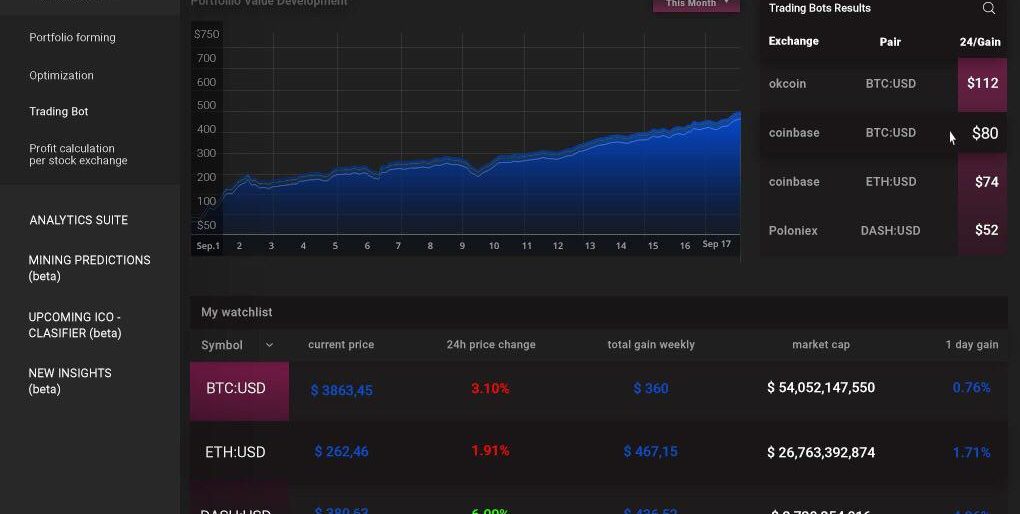 Portfolio Value Development
This Month
Trading Bots Results
Portfolio forming
Optimization
Trading Bot
Profit calculation
per stock exchange
ANALYTICS SUITE
MINING PREDICTIONS
(beta)
UPCOMING ICO -
CLASIFIER (beta)
NEW INSIGHTS
(beta)
$750
700
600
500
400
300
200
100
$50
Sep.1 2 3 4 5 6 7 8 9 10 11 12 13 14 15 16 Sep 17
Exchange Pair 24/Gain
okcoin BTC:USD $112
coinbase BTC:USD $80
coinbase ETH:USD $74
Poloniex DASH:USD $52
My watchlist
Symbol current price 24h price change total gain weekly market cap 1 day gain
BTC:USD $ 3863,45 3.10% $ 360 $ 54,052,147,550 0.76%
ETH:USD $ 262,46 1.91% $ 467,15 $ 26,763,392,874 1.71%
DASH:USD